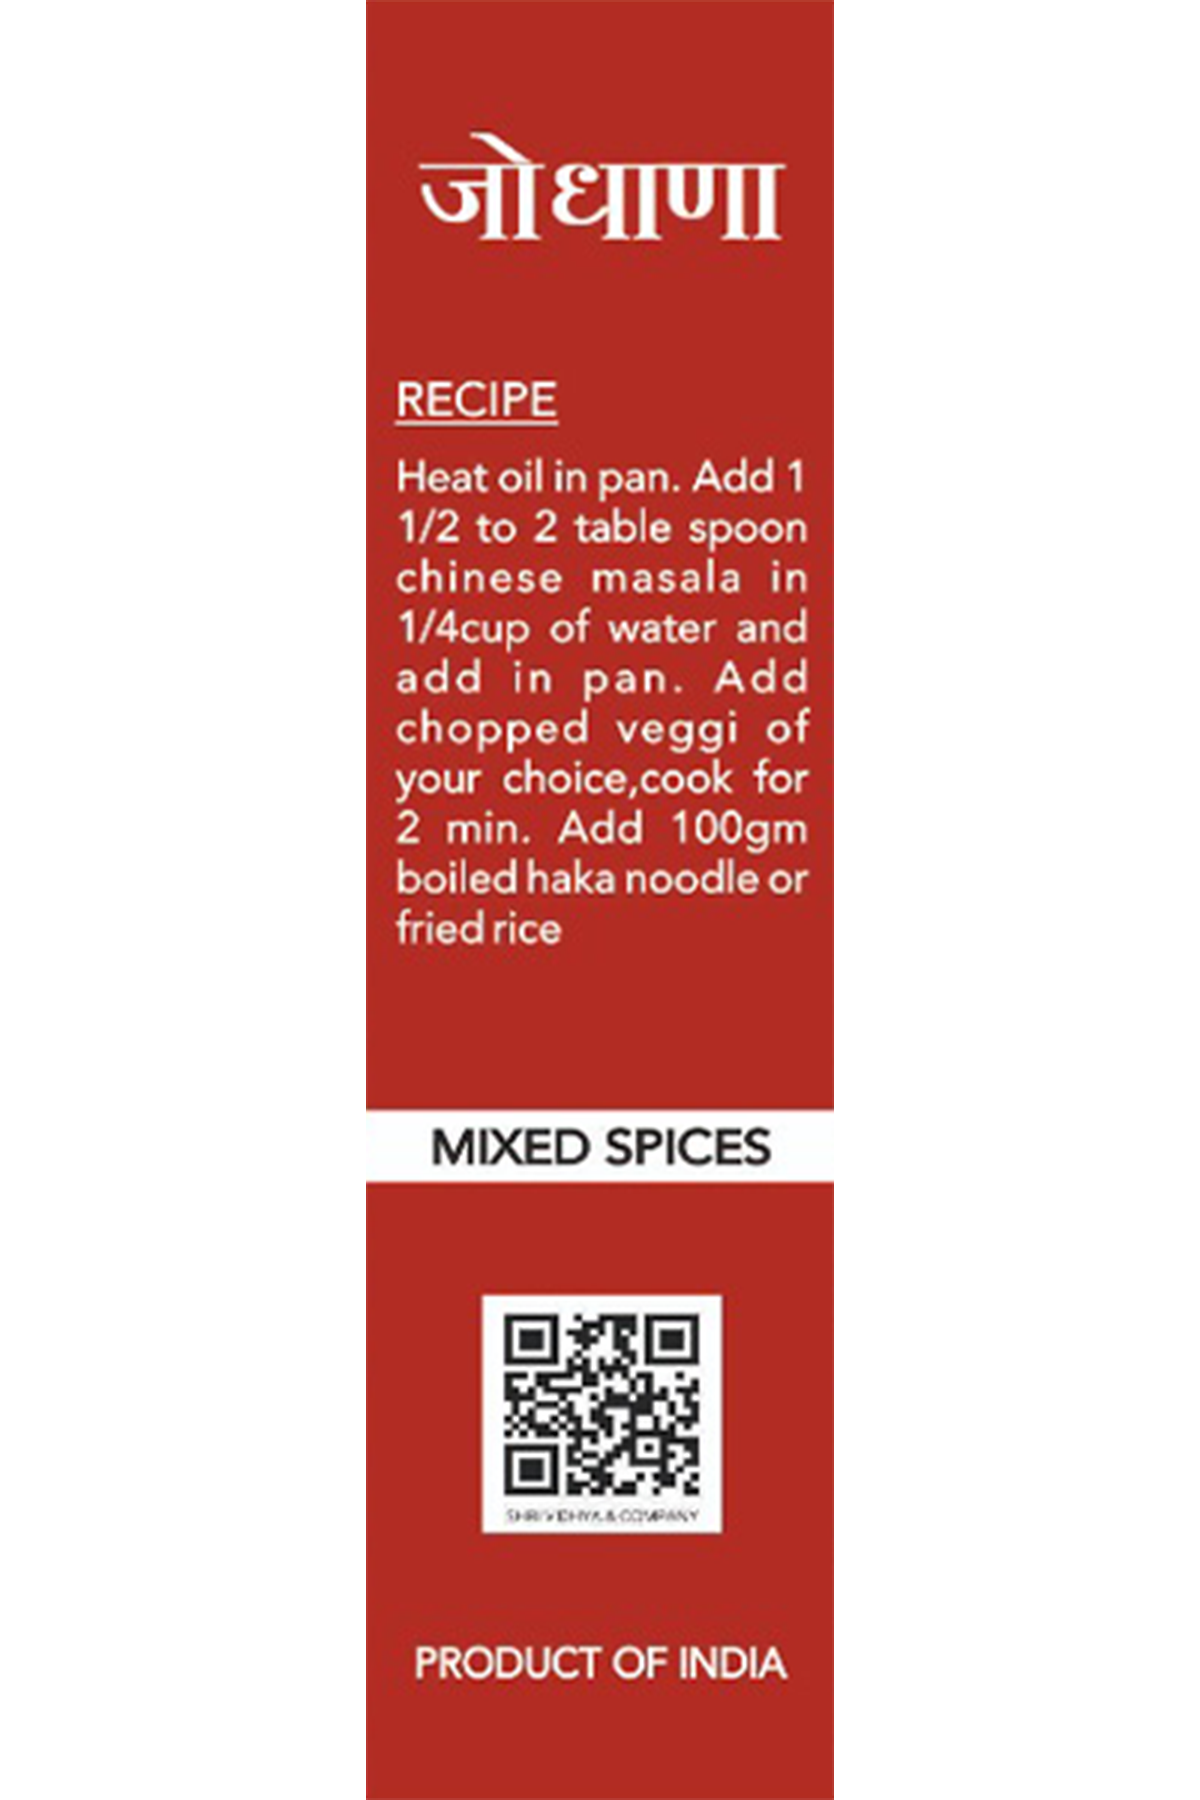 जोधाणा
RECIPE
Heat oil in pan. Add 1
1/2 to 2 table spoon
chinese masala in
1/4cup of water and
add in pan. Add
chopped veggi of
your choice,cook for
2 min. Add 100gm
boiled haka noodle or
fried rice
MIXED SPICES
SHRI VIDHYA & COMPANY
PRODUCT OF INDIA